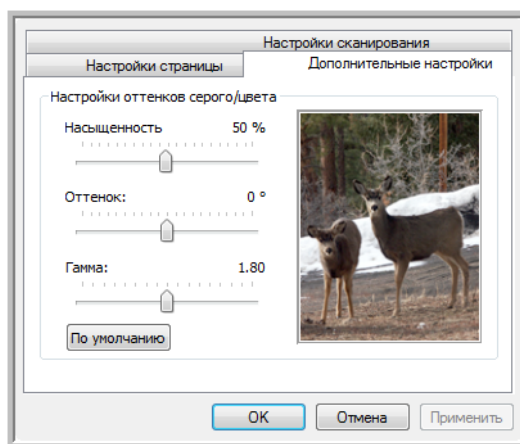 Настройки сканирования
Настройки страницы
Дополнительные настройки
Настройки оттенков серого/цвета
Насыщенность 50 %
Оттенок: 0 °
Гамма: 1.80
По умолчанию
OK Отмена Применить